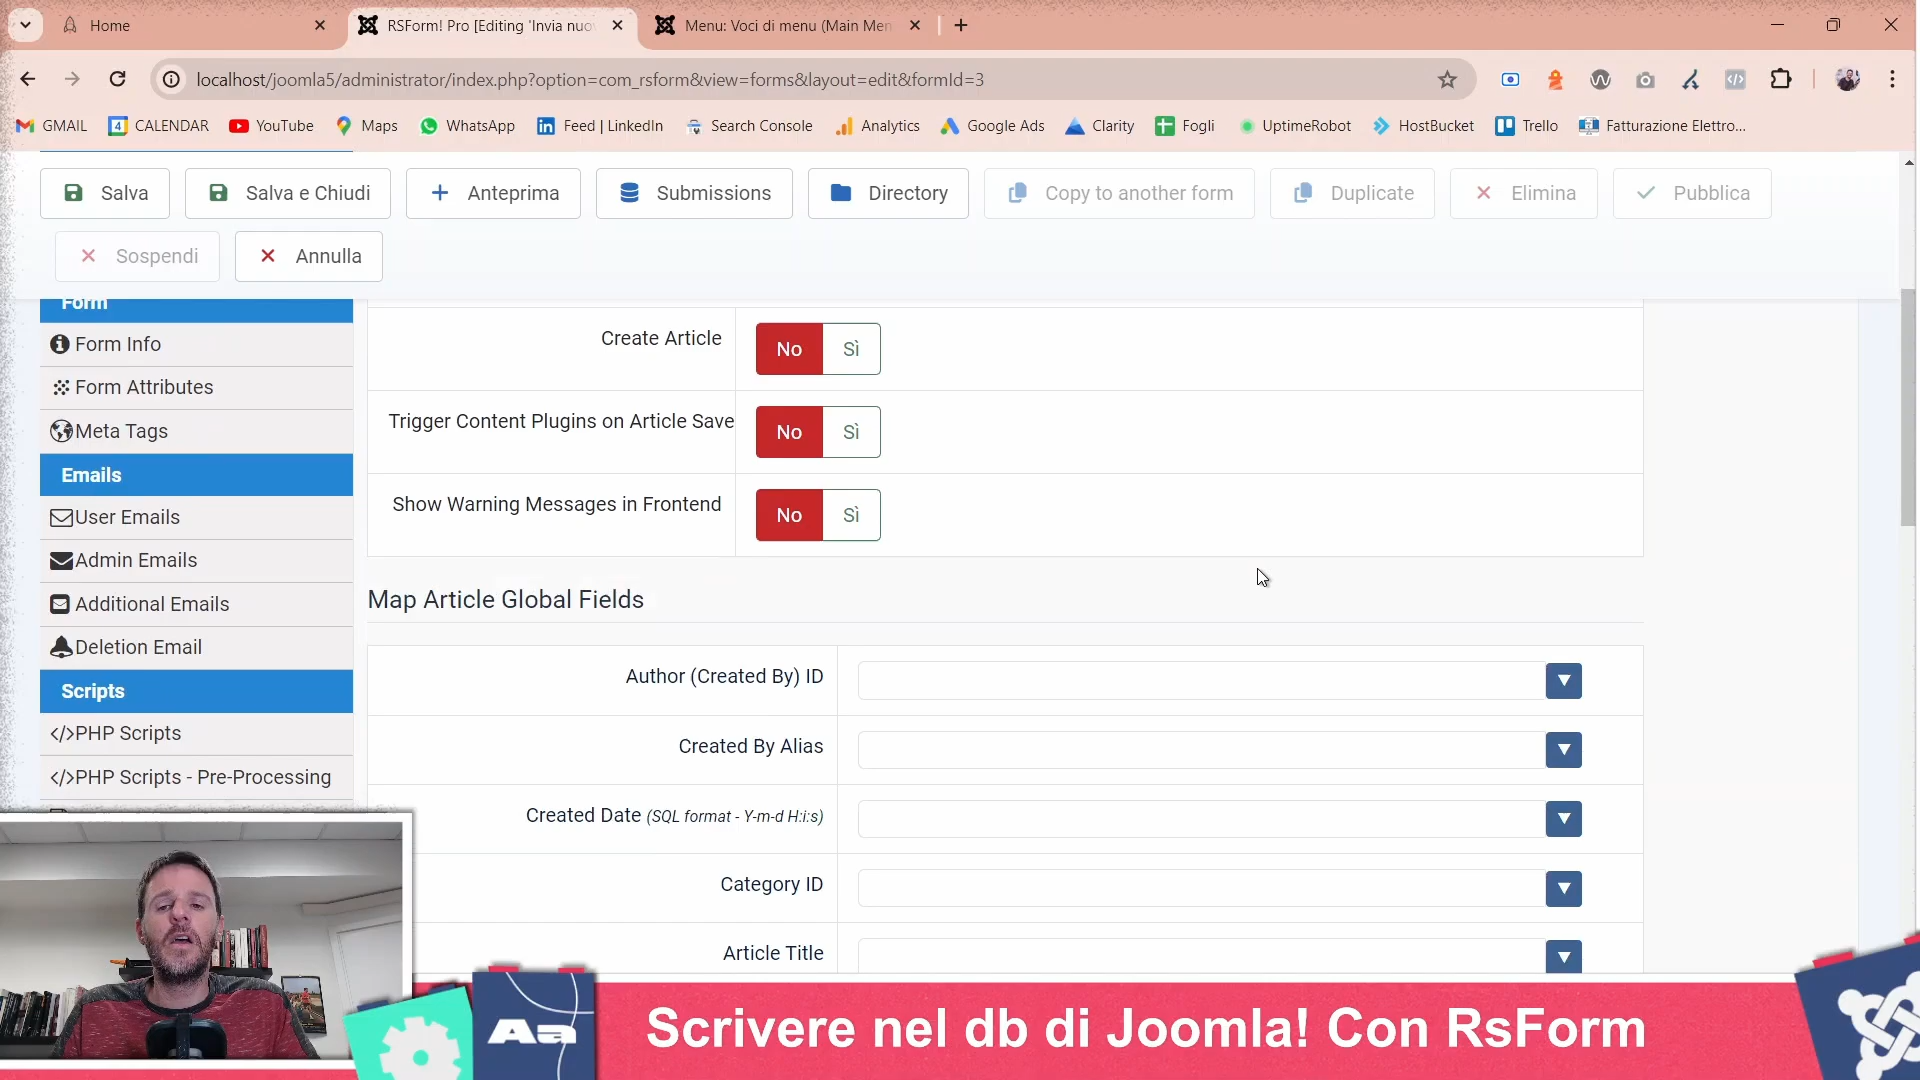 Home
RSForm! Pro [Editing 'Invia nuo
Menu: Voci di menu (Main Men
localhost/joomla5/administrator/index.php?option=com_rsform&view=forms&layout=edit&formId=3
GMAIL
4
CALENDAR
YouTube
Maps
WhatsApp
Feed | LinkedIn
Search Console
Analytics
Google Ads
Clarity
Fogli
UptimeRobot
HostBucket
Trello
Fatturazione Elettro...
Salva
Salva e Chiudi
Anteprima
Submissions
Directory
Copy to another form
Duplicate
Elimina
Pubblica
Sospendi
Annulla
Form
Form Info
Form Attributes
Meta Tags
Emails
User Emails
Admin Emails
Additional Emails
Deletion Email
Scripts
</>PHP Scripts
</>PHP Scripts - Pre-Processing
Create Article
No
Sì
Trigger Content Plugins on Article Save
No
Sì
Show Warning Messages in Frontend
No
Sì
Map Article Global Fields
Author (Created By) ID
Created By Alias
Created Date (SQL format - Y-m-d H:i:s)
Category ID
Article Title
Aa
Scrivere nel db di Joomla! Con RsForm